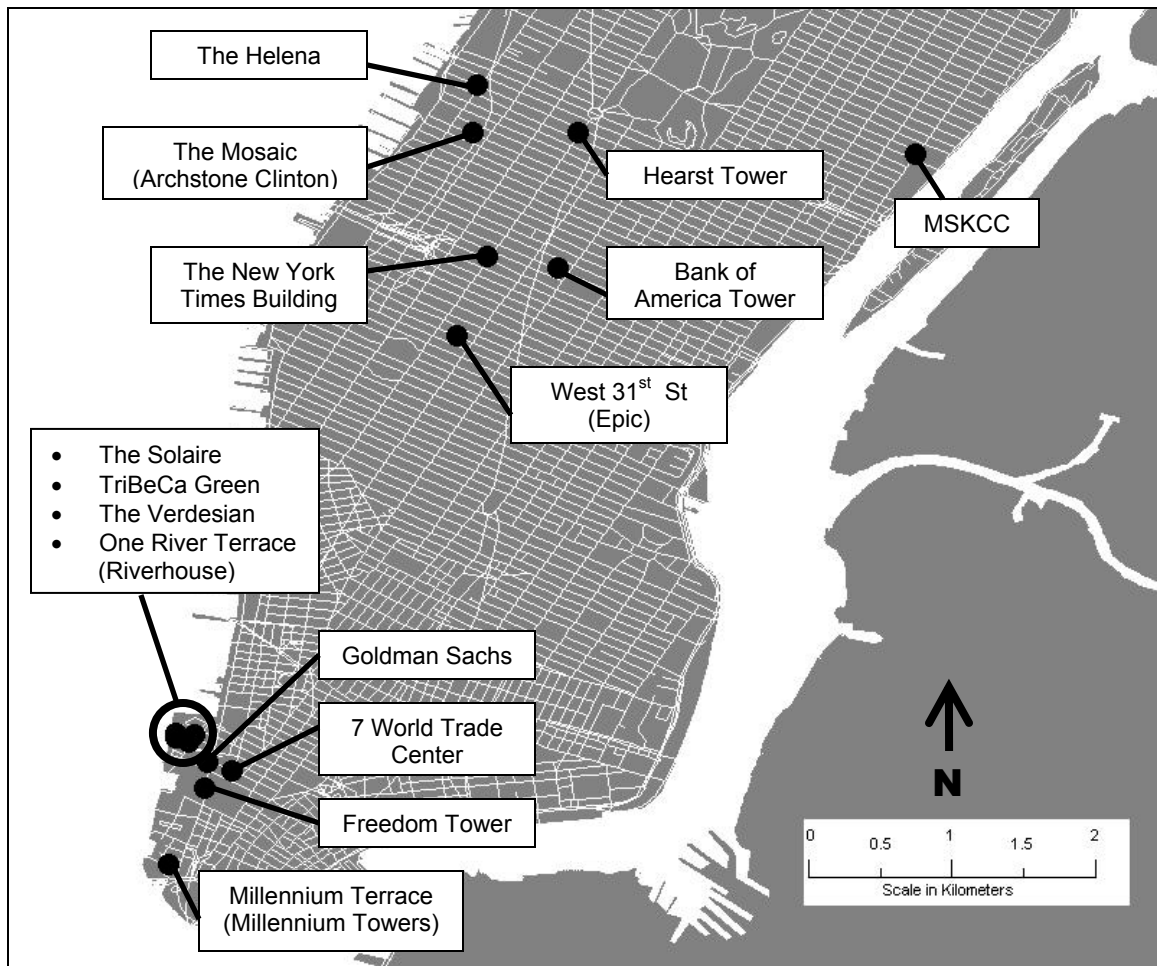 The Helena
The Mosaic
(Archstone Clinton)
Hearst Tower
MSKCC
The New York
Times Building
Bank of
America Tower
West 31st St
(Epic)
• The Solaire
• TriBeCa Green
• The Verdesian
• One River Terrace
(Riverhouse)
Goldman Sachs
7 World Trade
Center
Freedom Tower
Millennium Terrace
(Millennium Towers)
N
0 0.5 1 1.5 2
Scale in Kilometers